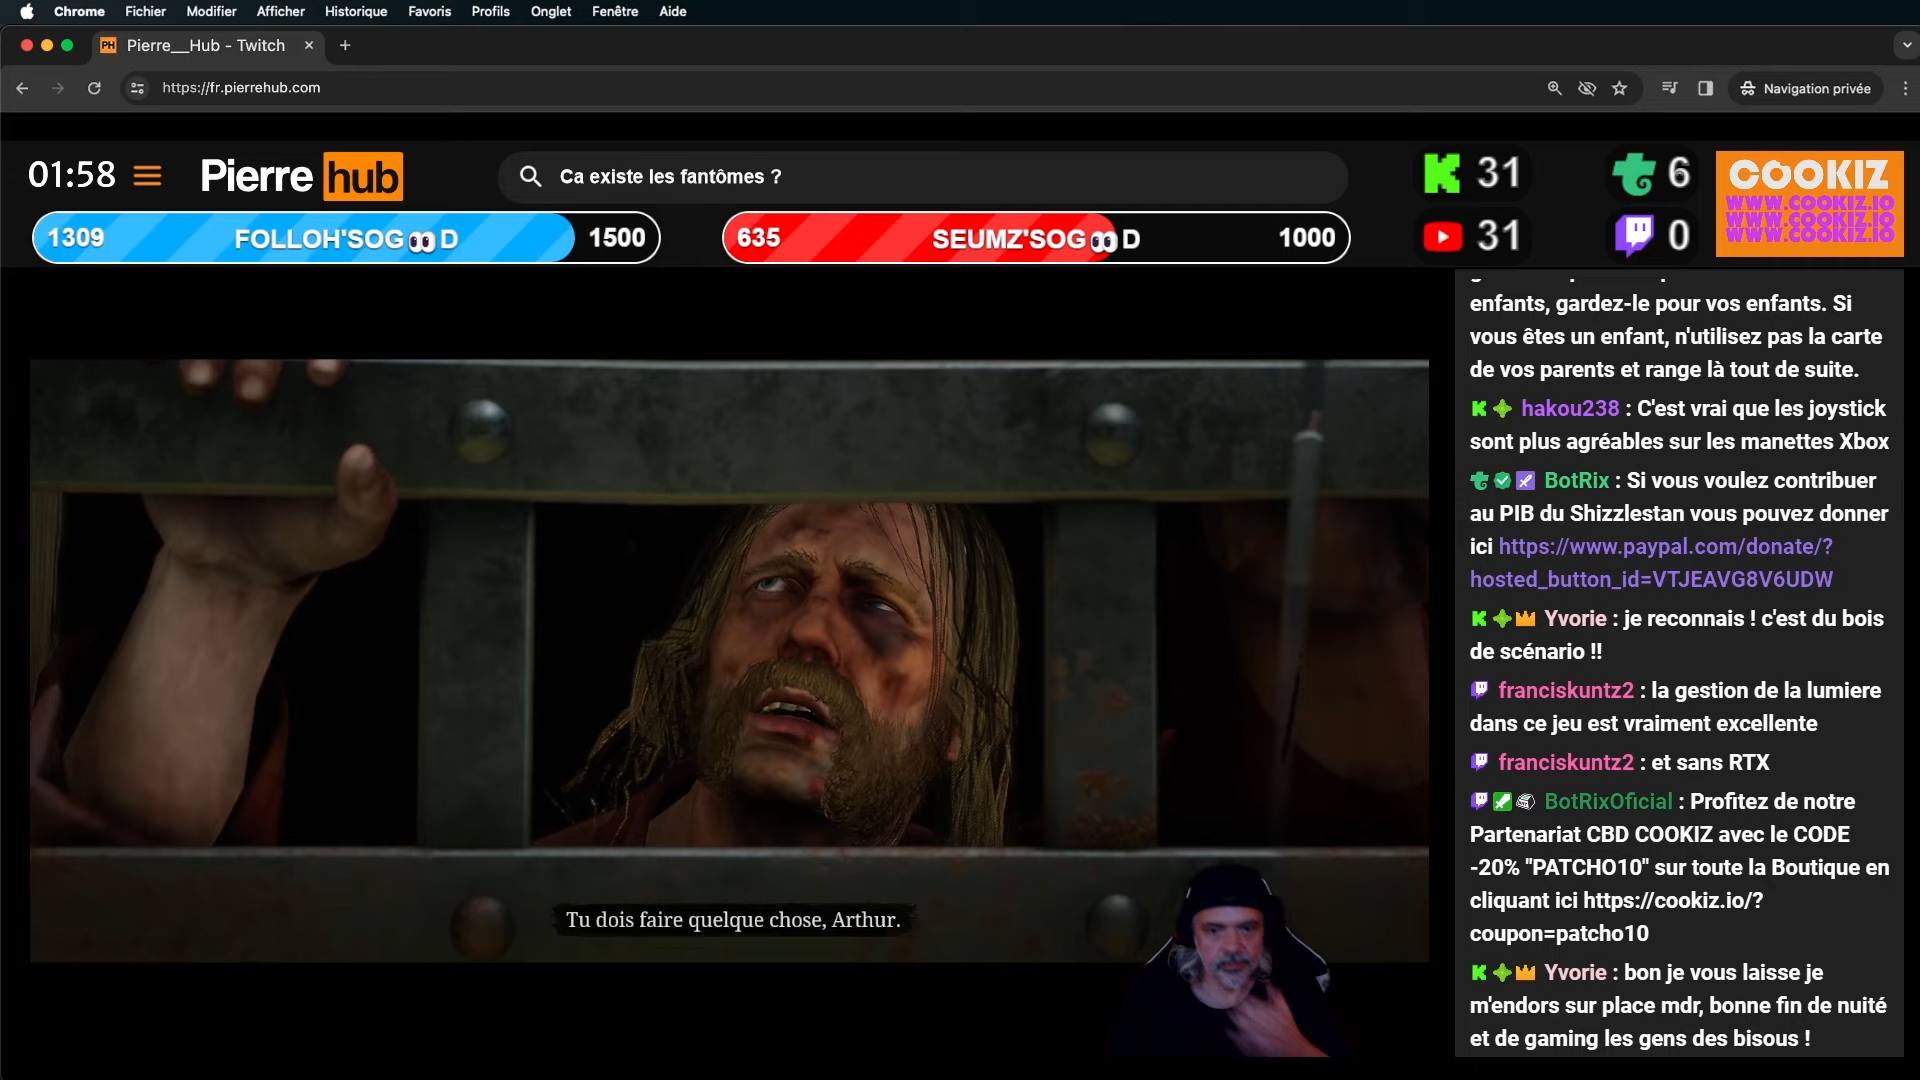 Chrome Fichier Modifier Afficher Historique Favoris Profils Onglet Fenêtre Aide
PH Pierre__Hub - Twitch
https://fr.pierrehub.com
Navigation privée
01:58 Pierre hub
Ca existe les fantômes ?
31 6
COOKIZ
WWW.COOKIZ.IO
WWW.COOKIZ.IO
WWW.COOKIZ.IO
1309 FOLLOH'SOG👀D 1500
635 SEUMZ'SOG👀D 1000
31 0
enfants, gardez-le pour vos enfants. Si
vous êtes un enfant, n'utilisez pas la carte
de vos parents et range là tout de suite.
hakou238 : C'est vrai que les joystick
sont plus agréables sur les manettes Xbox
BotRix : Si vous voulez contribuer
au PIB du Shizzlestan vous pouvez donner
ici https://www.paypal.com/donate/?
hosted_button_id=VTJEAVG8V6UDW
Yvorie : je reconnais ! c'est du bois
de scénario !!
franciskuntz2 : la gestion de la lumiere
dans ce jeu est vraiment excellente
franciskuntz2 : et sans RTX
BotRixOficial : Profitez de notre
Partenariat CBD COOKIZ avec le CODE
-20% "PATCHO10" sur toute la Boutique en
cliquant ici https://cookiz.io/?
coupon=patcho10
Yvorie : bon je vous laisse je
m'endors sur place mdr, bonne fin de nuité
et de gaming les gens des bisous !
Tu dois faire quelque chose, Arthur.